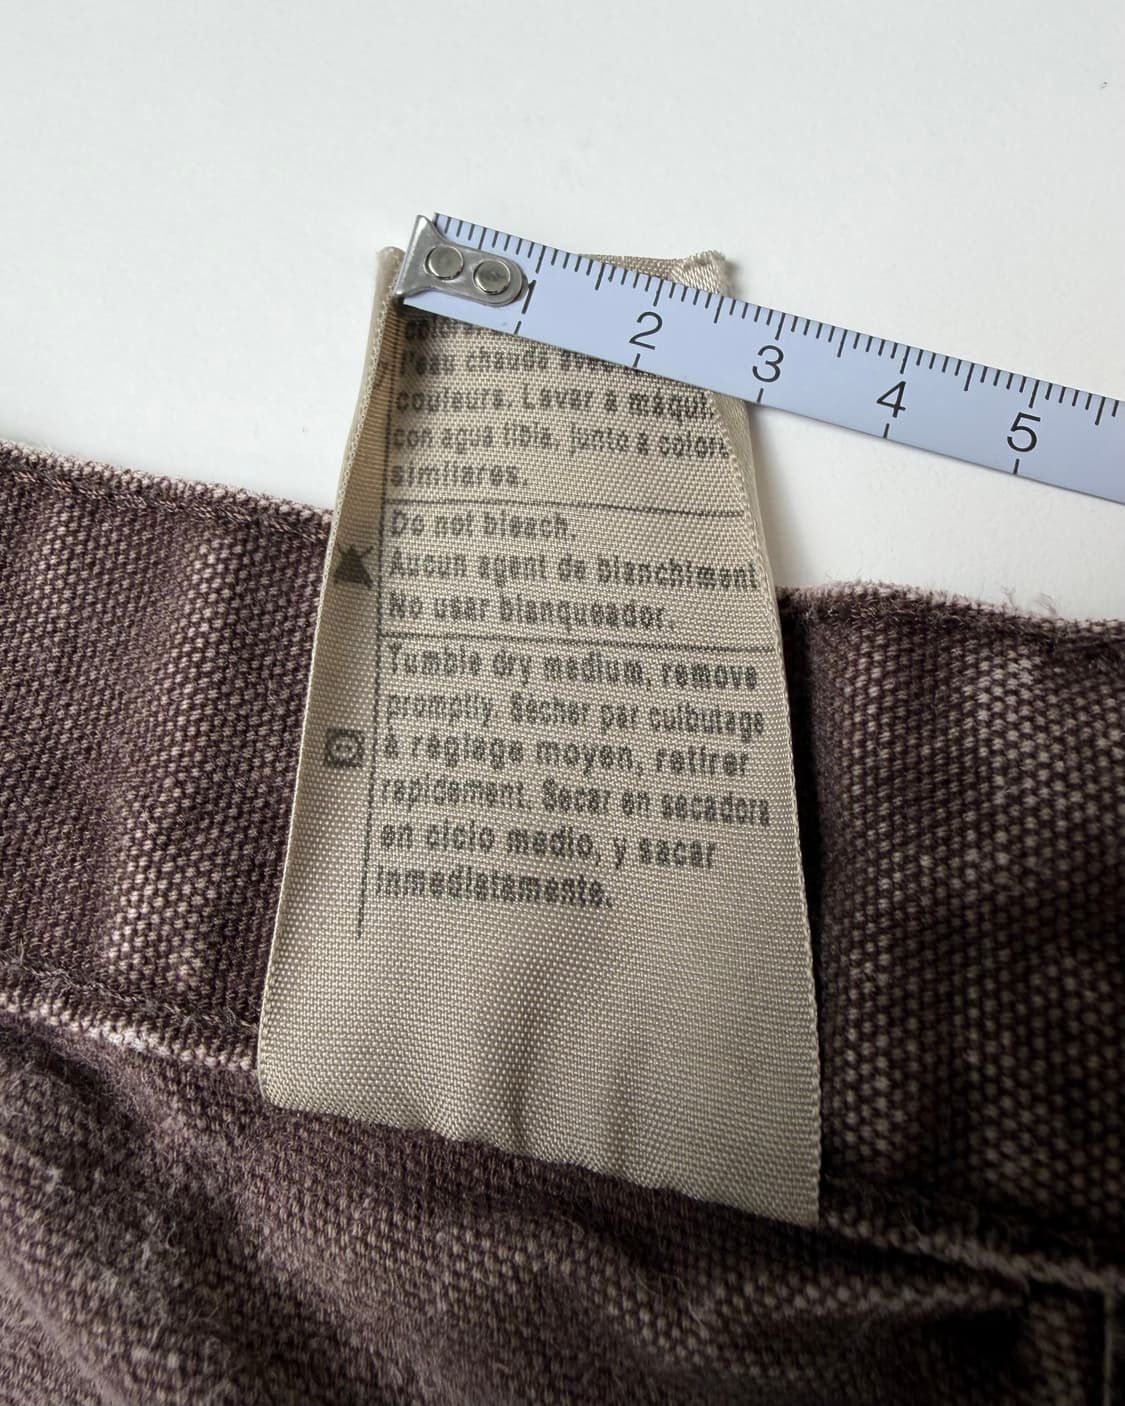 2
3
4
5
l'eau chaude
couleurs. Laver a maqui.
con agua tibia, junto a colore
similares.
Do not bleach.
Aucun agent de blanchiment
No usar blanqueador.
Tumble dry medium, remove
promptly. Sécher par culbutage
à réglage moyen, retirer
rapidement. Secar en secadora
en ciclo medio, y sacar
inmediatamente.